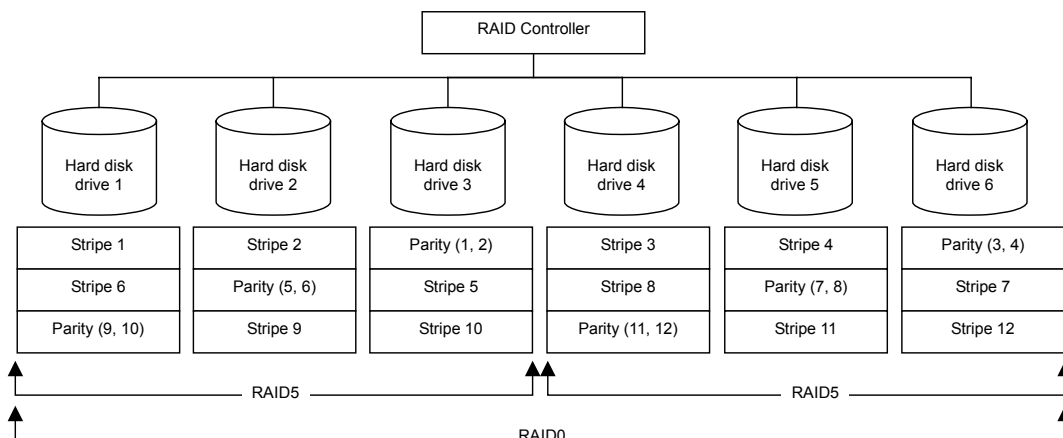 RAID Controller
Hard disk
drive 1
Hard disk
drive 2
Hard disk
drive 3
Hard disk
drive 4
Hard disk
drive 5
Hard disk
drive 6
Stripe 1
Stripe 2
Parity (1, 2)
Stripe 3
Stripe 4
Parity (3, 4)
Stripe 6
Parity (5, 6)
Stripe 5
Stripe 8
Parity (7, 8)
Stripe 7
Parity (9, 10)
Stripe 9
Stripe 10
Parity (11, 12)
Stripe 11
Stripe 12
RAID5
RAID5
RAID0